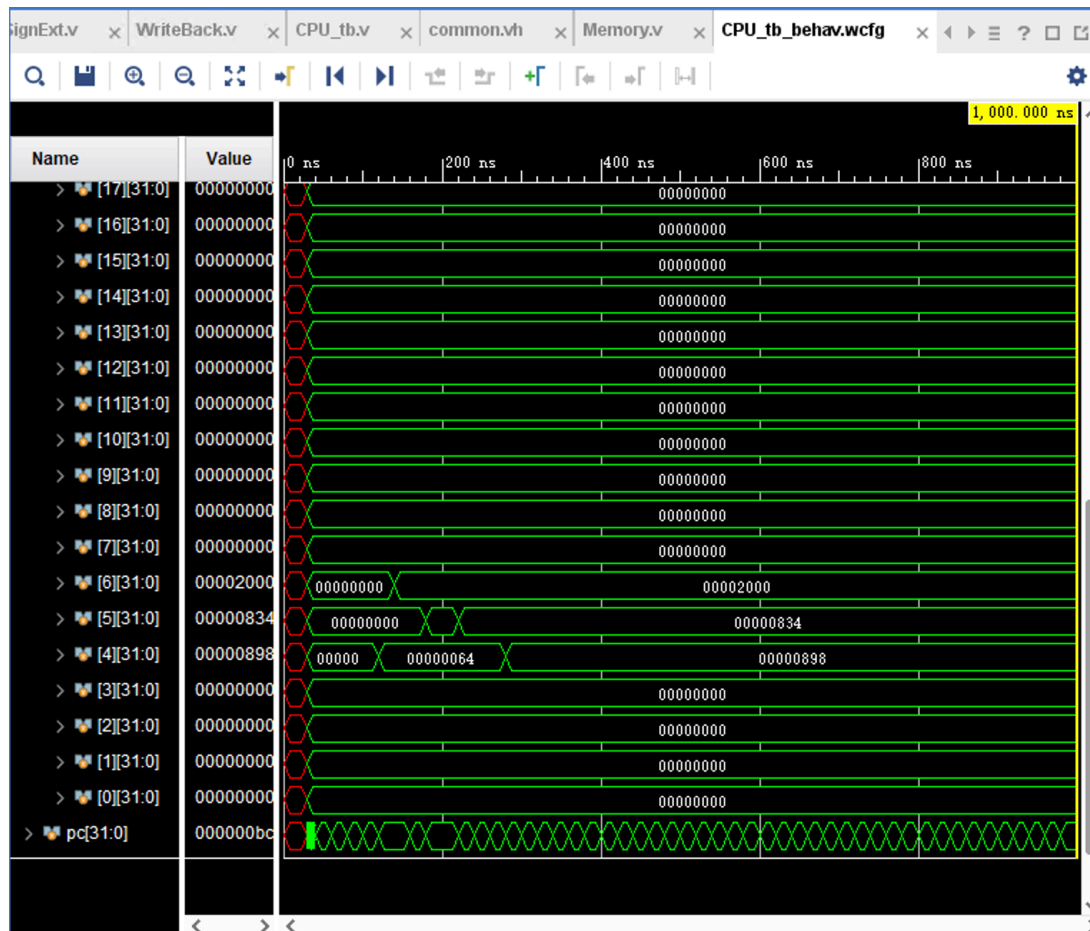 SignExt.v × WriteBack.v × CPU_tb.v × common.vh × Memory.v × CPU_tb_behav.wcfg ×
1,000.000 ns
Name Value 0 ns 200 ns 400 ns 600 ns 800 ns
[17][31:0] 00000000 00000000
[16][31:0] 00000000 00000000
[15][31:0] 00000000 00000000
[14][31:0] 00000000 00000000
[13][31:0] 00000000 00000000
[12][31:0] 00000000 00000000
[11][31:0] 00000000 00000000
[10][31:0] 00000000 00000000
[9][31:0] 00000000 00000000
[8][31:0] 00000000 00000000
[7][31:0] 00000000 00000000
[6][31:0] 00002000 00000000 00002000
[5][31:0] 00000834 00000000 00000834
[4][31:0] 00000898 00000 00000064 00000898
[3][31:0] 00000000 00000000
[2][31:0] 00000000 00000000
[1][31:0] 00000000 00000000
[0][31:0] 00000000 00000000
pc[31:0] 000000bc